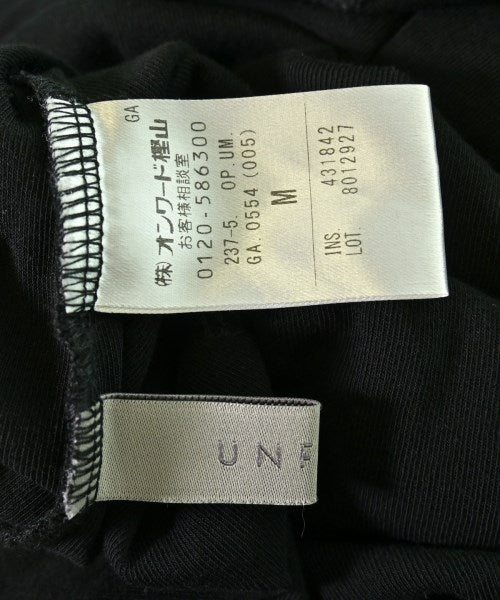 GA
(株)オンワード樫山
お客様相談室
0120-586300
237-5. OP.UM.
GA.0554 (005)
M
INS. 431842
LOT. 8012927